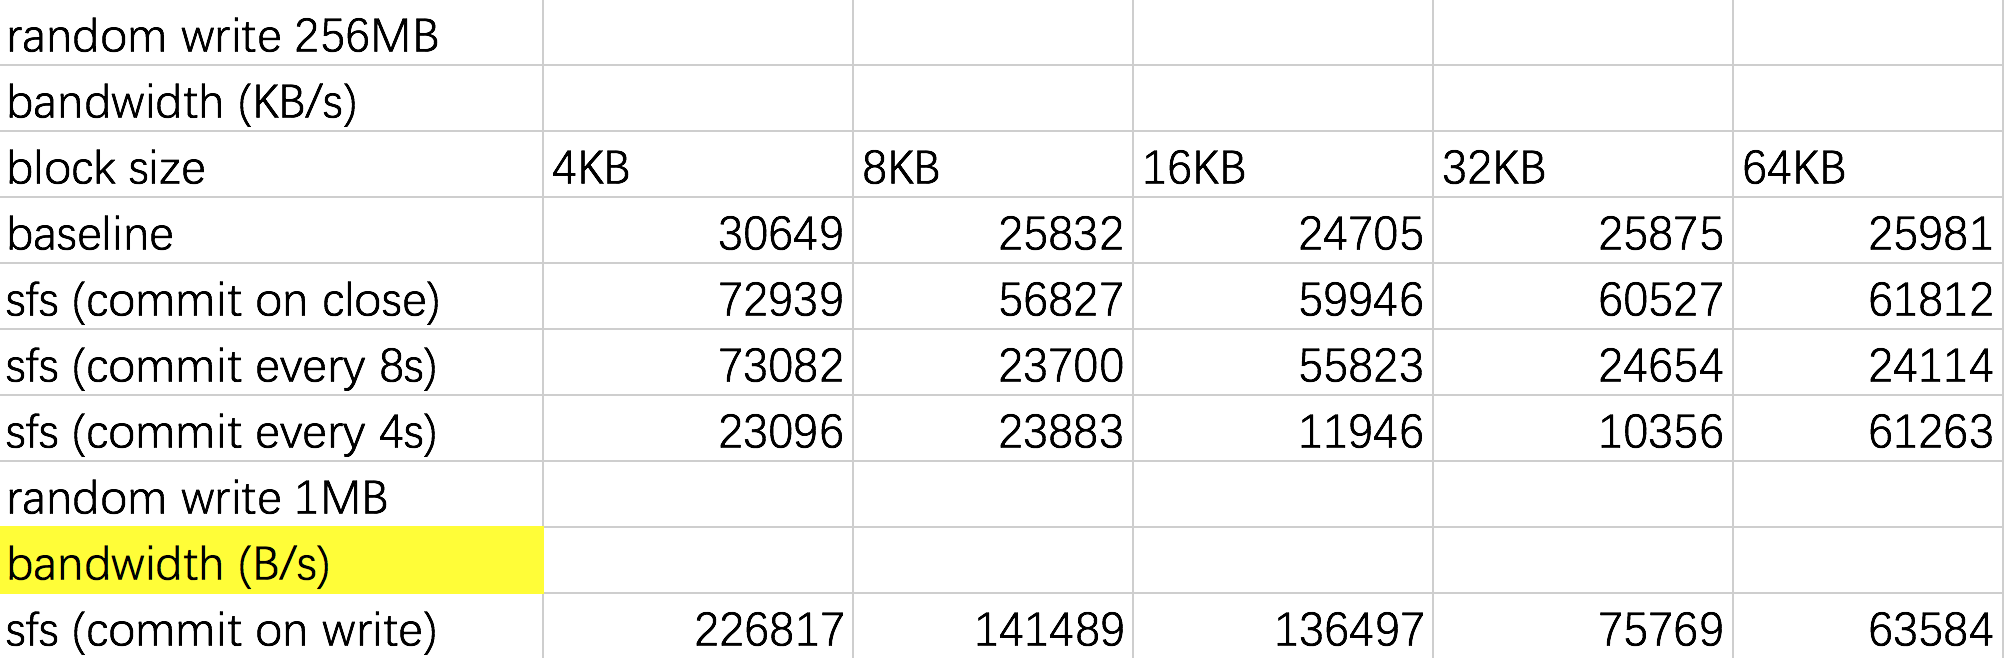 random write 256MB
bandwidth (KB/s)
block size 4KB 8KB 16KB 32KB 64KB
baseline 30649 25832 24705 25875 25981
sfs (commit on close) 72939 56827 59946 60527 61812
sfs (commit every 8s) 73082 23700 55823 24654 24114
sfs (commit every 4s) 23096 23883 11946 10356 61263
random write 1MB
bandwidth (B/s)
sfs (commit on write) 226817 141489 136497 75769 63584